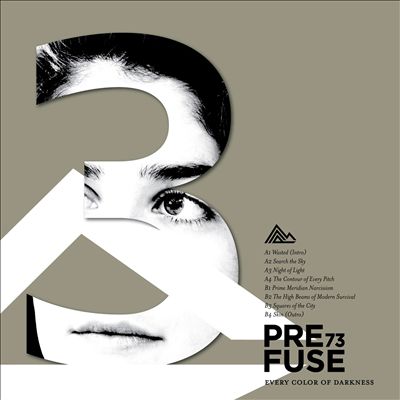 3
A1 Wasted (Intro)
A2 Search the Sky
A3 Night of Light
A4 The Contour of Every Pitch
B1 Prime Meridian Narcissism
B2 The High Beams of Modern Survival
B3 Squares of the City
B4 Skin (Outro)
PRE73
FUSE
EVERY COLOR OF DARKNESS